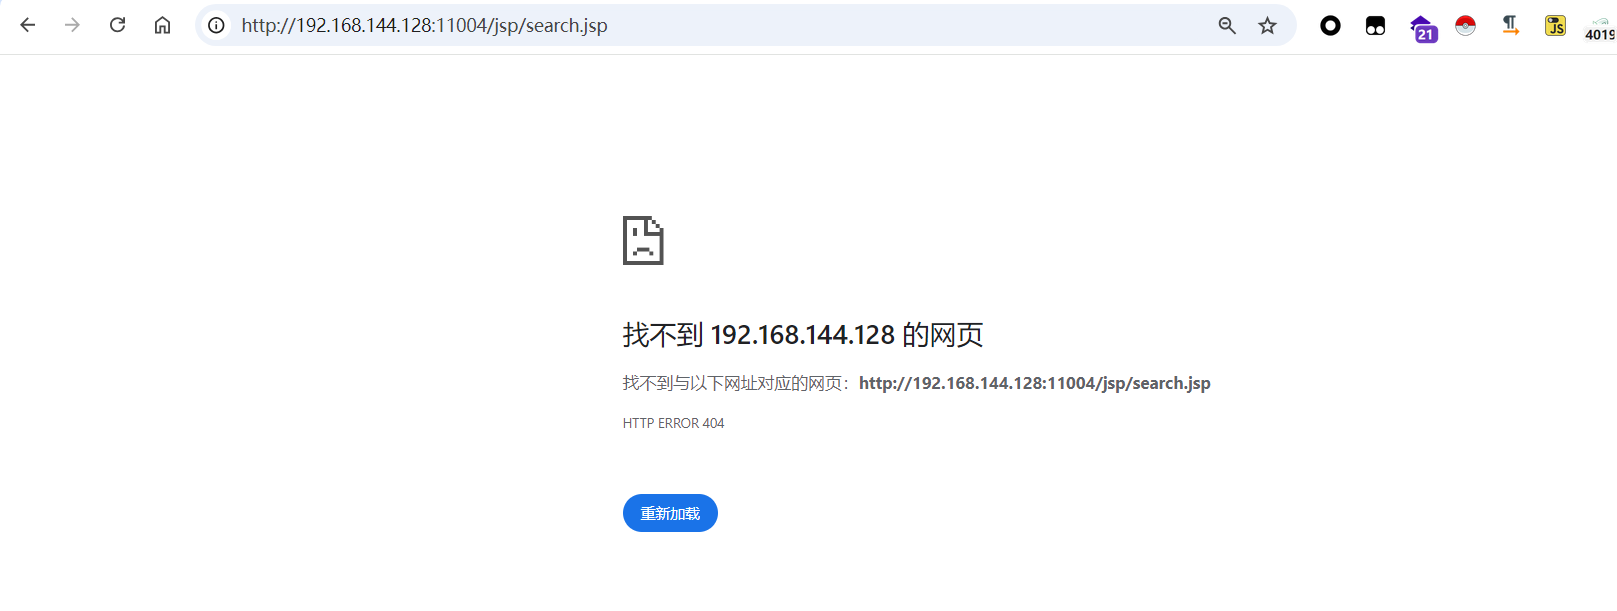 http://192.168.144.128:11004/jsp/search.jsp
21
JS
4019
找不到 192.168.144.128 的网页
找不到与以下网址对应的网页：http://192.168.144.128:11004/jsp/search.jsp
HTTP ERROR 404
重新加载